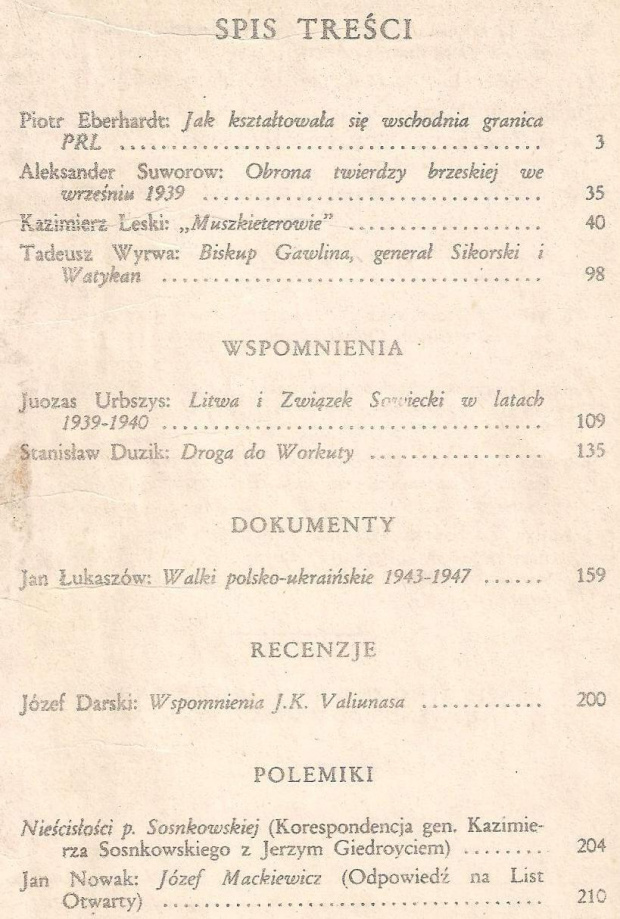 SPIS TREŚCI
Piotr Eberhardt: Jak kształtowała się wschodnia granica
PRL .......................................... 3
Aleksander Suworow: Obrona twierdzy brzeskiej we
wrześniu 1939 .................................. 35
Kazimierz Leski: „Muszkieterowie” ................... 40
Tadeusz Wyrwa: Biskup Gawlina, generał Sikorski i
Watykan ...................................... 98
WSPOMNIENIA
Juozas Urbszys: Litwa i Związek Sowiecki w latach
1939-1940 ...................................... 109
Stanisław Duzik: Droga do Workuty ................. 135
DOKUMENTY
Jan Łukaszów: Walki polsko-ukraińskie 1943-1947 ...... 159
RECENZJE
Józef Darski: Wspomnienia J.K. Valiunasa ............ 200
POLEMIKI
Nieścisłości p. Sosnkowskiej (Korespondencja gen. Kazimie-
rza Sosnkowskiego z Jerzym Giedroyciem) ........ 204
Jan Nowak: Józef Mackiewicz (Odpowiedź na List
Otwarty) ...................................... 210